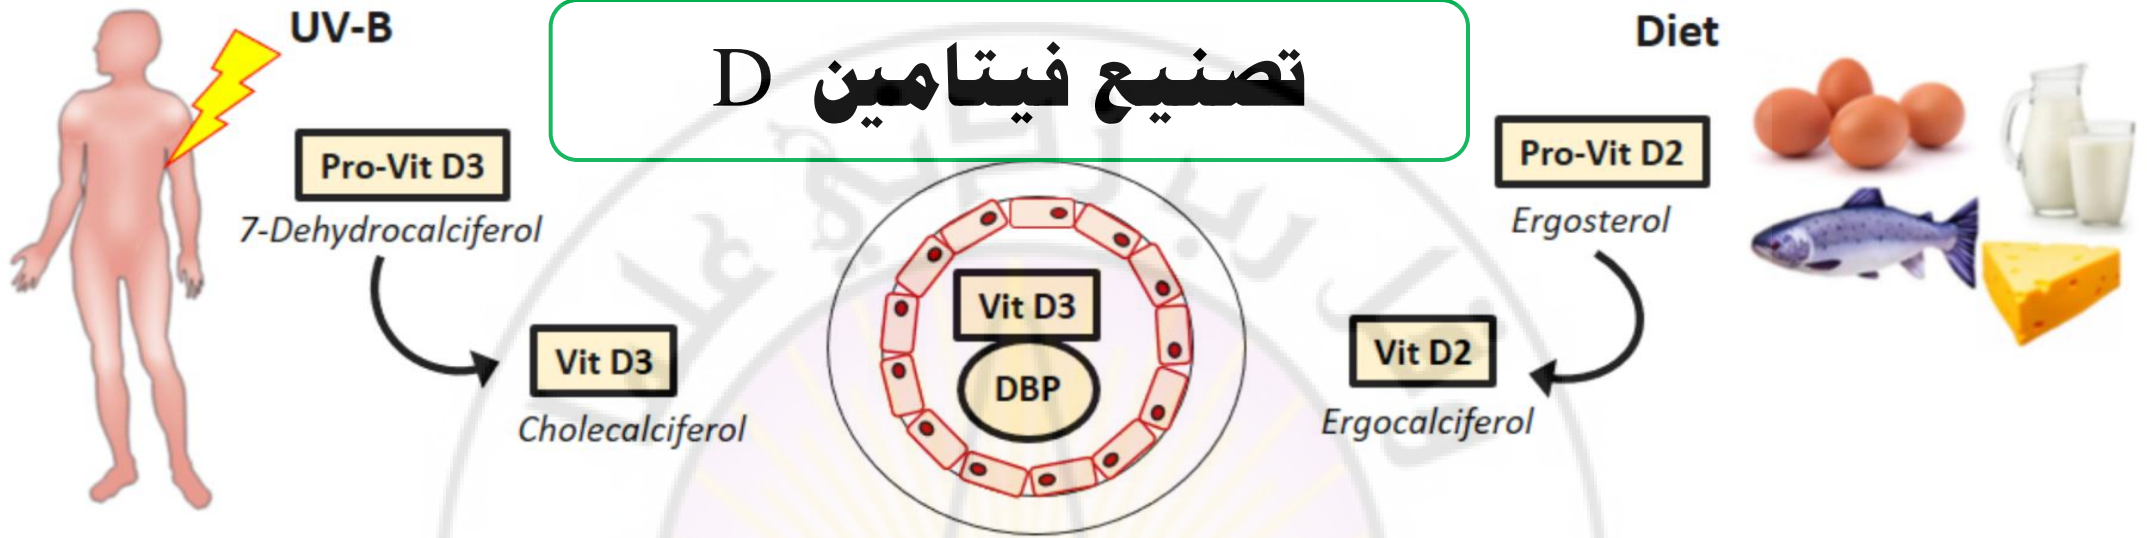 UV-B
تصنيع فيتامين D
Diet
Pro-Vit D3
7-Dehydrocalciferol
Vit D3
Cholecalciferol
Vit D3
DBP
Pro-Vit D2
Ergosterol
Vit D2
Ergocalciferol